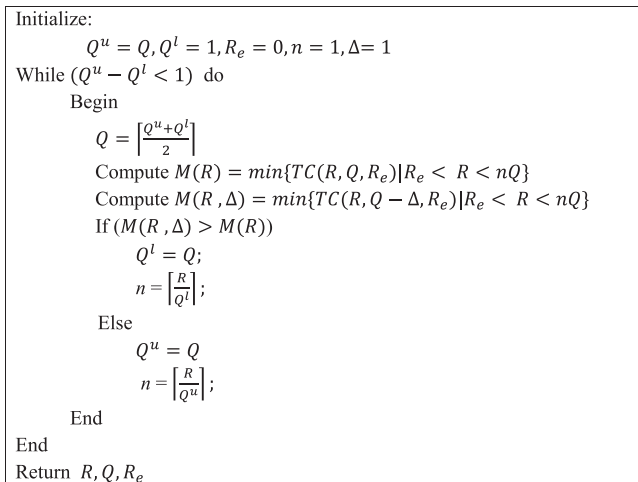 Initialize:
Q^u = Q, Q^l = 1, R_e = 0, n = 1, Δ= 1
While (Q^u − Q^l < 1) do
Begin
Q = ⌈(Q^u+Q^l)/2⌉
Compute M(R) = min{TC(R, Q, R_e)|R_e < R < nQ}
Compute M(R , Δ) = min{TC(R, Q − Δ, R_e)|R_e < R < nQ}
If (M(R , Δ) > M(R))
Q^l = Q;
n = ⌈R/Q^l⌉ ;
Else
Q^u = Q
n = ⌈R/Q^u⌉ ;
End
End
Return R, Q, R_e